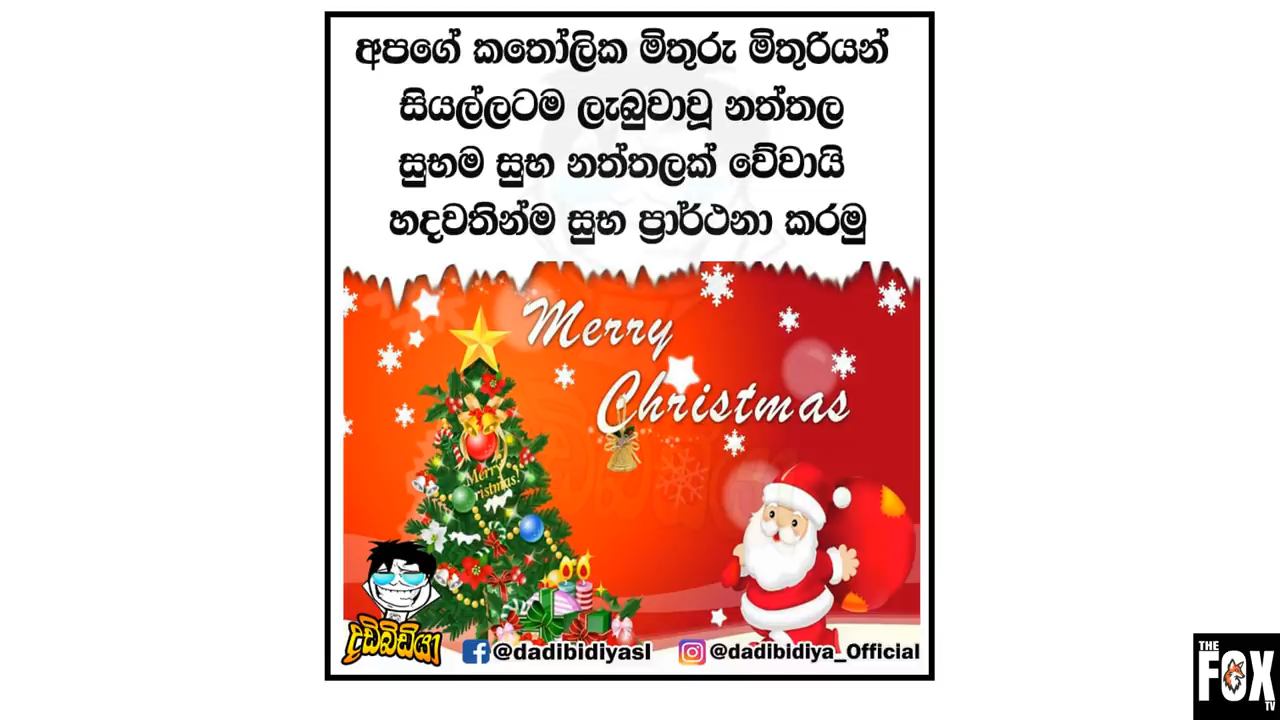 අපගේ කතෝලික මිතුරු මිතුරියන්
සියල්ලටම ලැබුවාවූ නත්තල
සුභම සුභ නත්තලක් වේවායි
හදවතින්ම සුභ ප්‍රාර්ථනා කරමු
Merry
Christmas
Merry
ristmas!
දඩිබිඩියා
@dadibidiyasl
@dadibidiya_Official
THE
FOX
TV